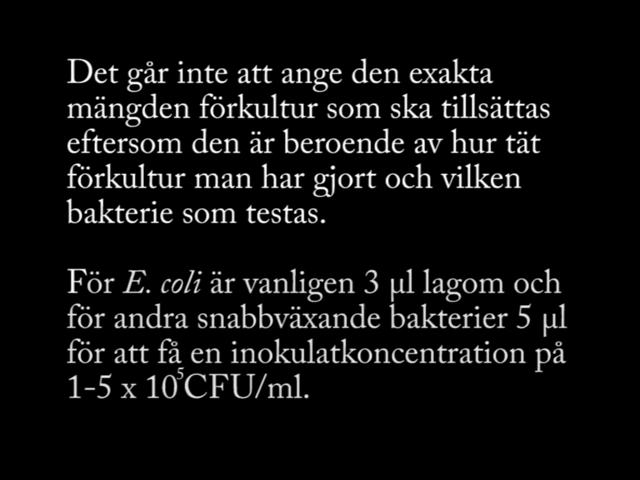 Det går inte att ange den exakta
mängden förkultur som ska tillsättas
eftersom den är beroende av hur tät
förkultur man har gjort och vilken
bakterie som testas.
För E. coli är vanligen 3 µl lagom och
för andra snabbväxande bakterier 5 µl
för att få en inokulatkoncentration på
1-5 x 10⁵CFU/ml.